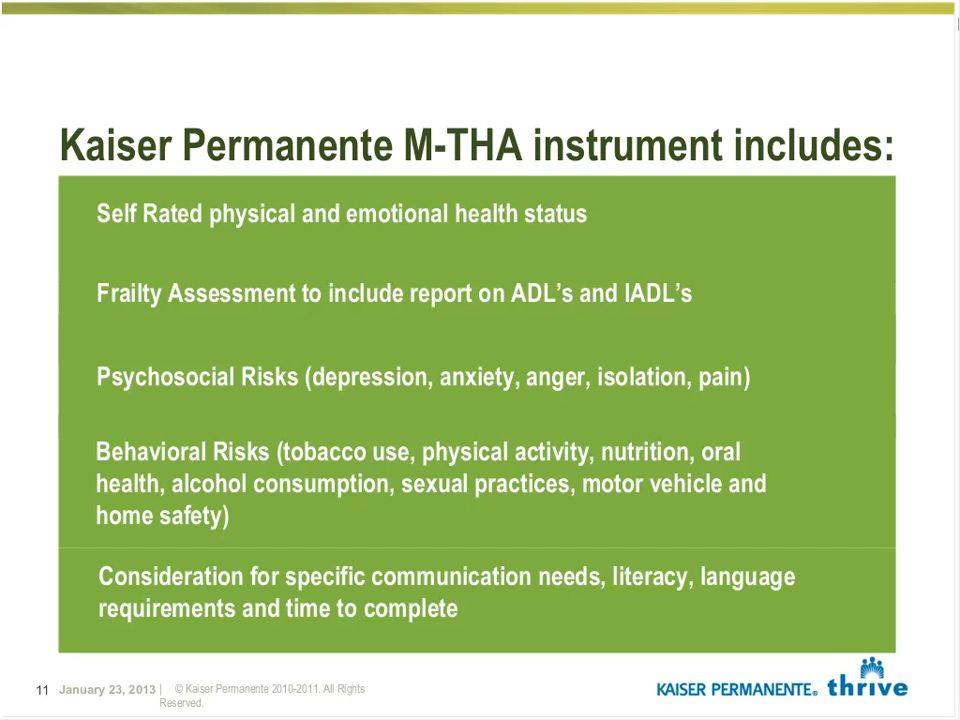 Kaiser Permanente M-THA instrument includes:
Self Rated physical and emotional health status
Frailty Assessment to include report on ADL’s and IADL’s
Psychosocial Risks (depression, anxiety, anger, isolation, pain)
Behavioral Risks (tobacco use, physical activity, nutrition, oral
health, alcohol consumption, sexual practices, motor vehicle and
home safety)
Consideration for specific communication needs, literacy, language
requirements and time to complete
11 January 23, 2013 | © Kaiser Permanente 2010-2011. All Rights
Reserved.
KAISER PERMANENTE® thrive